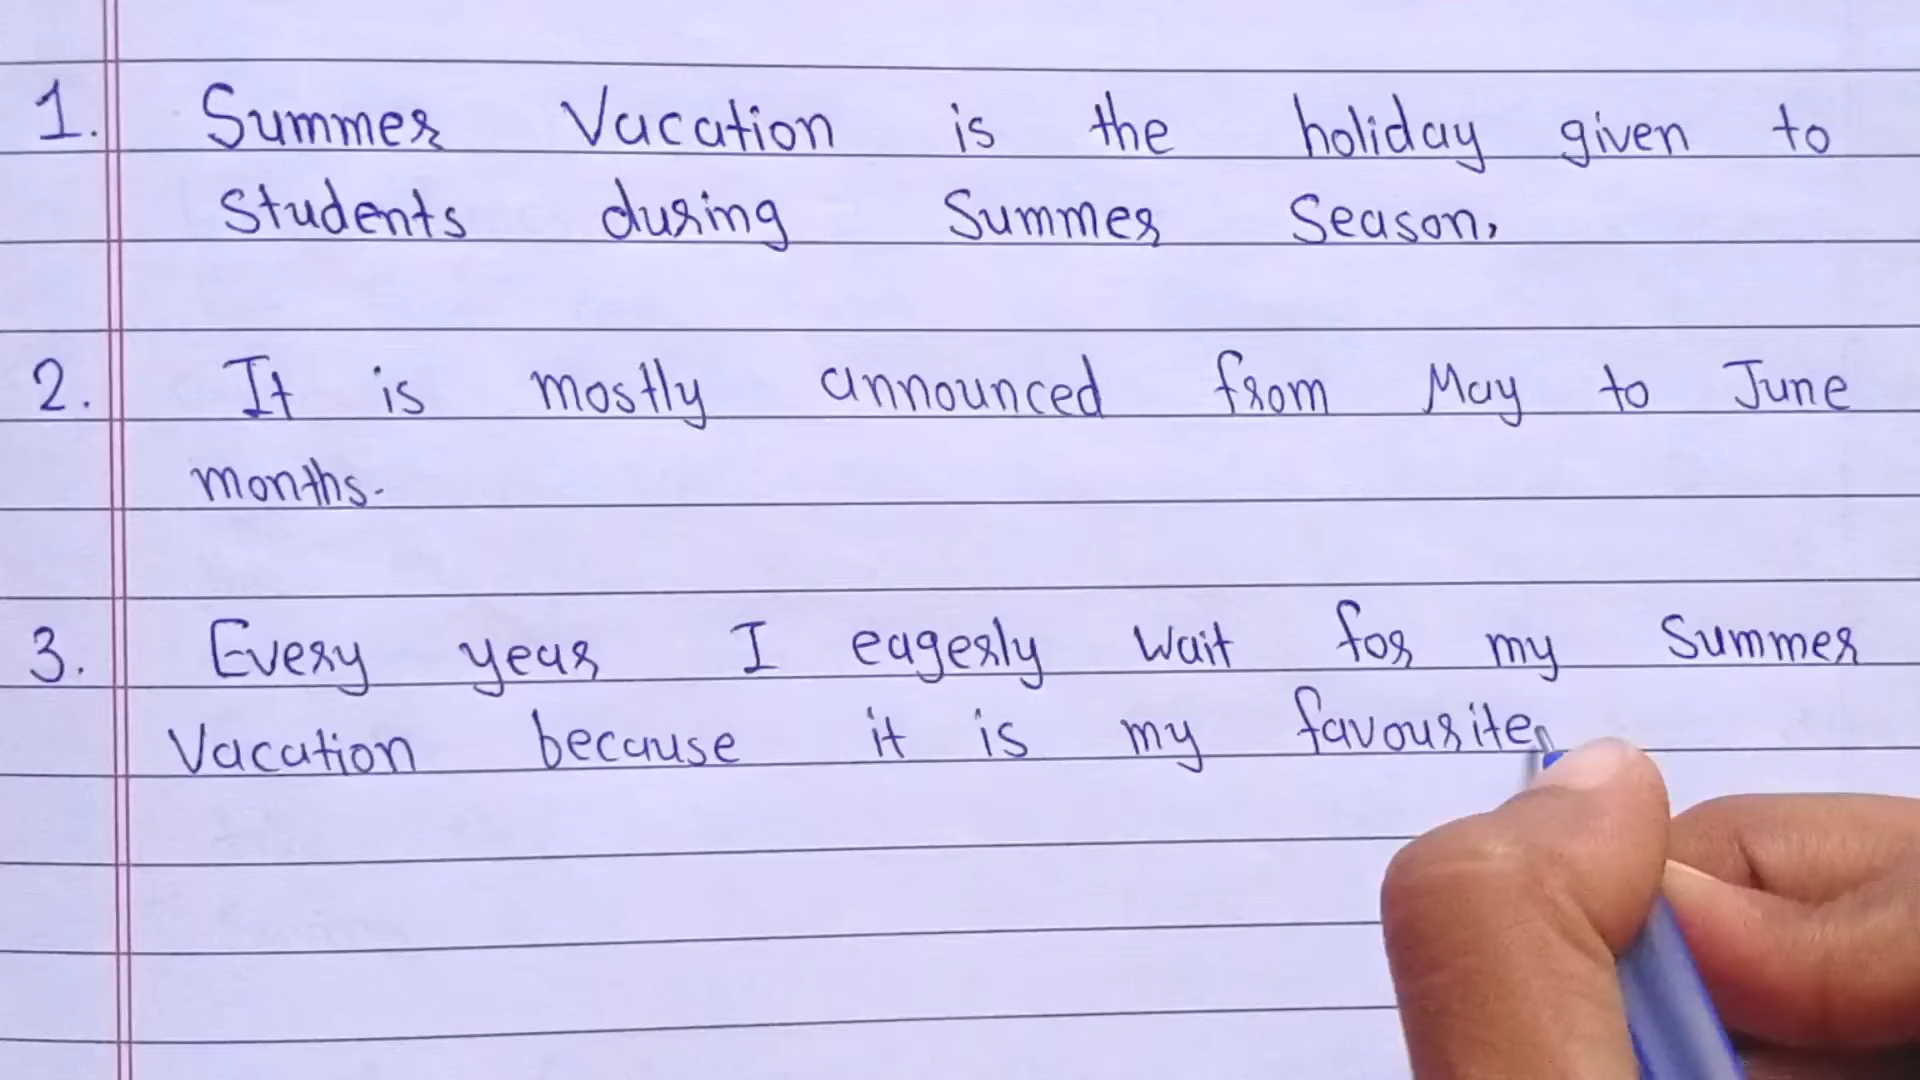 1. Summer Vacation is the holiday given to
Students during Summer Season.
2. It is mostly announced from May to June
months.
3. Every year I eagerly wait for my Summer
Vacation because it is my favourite